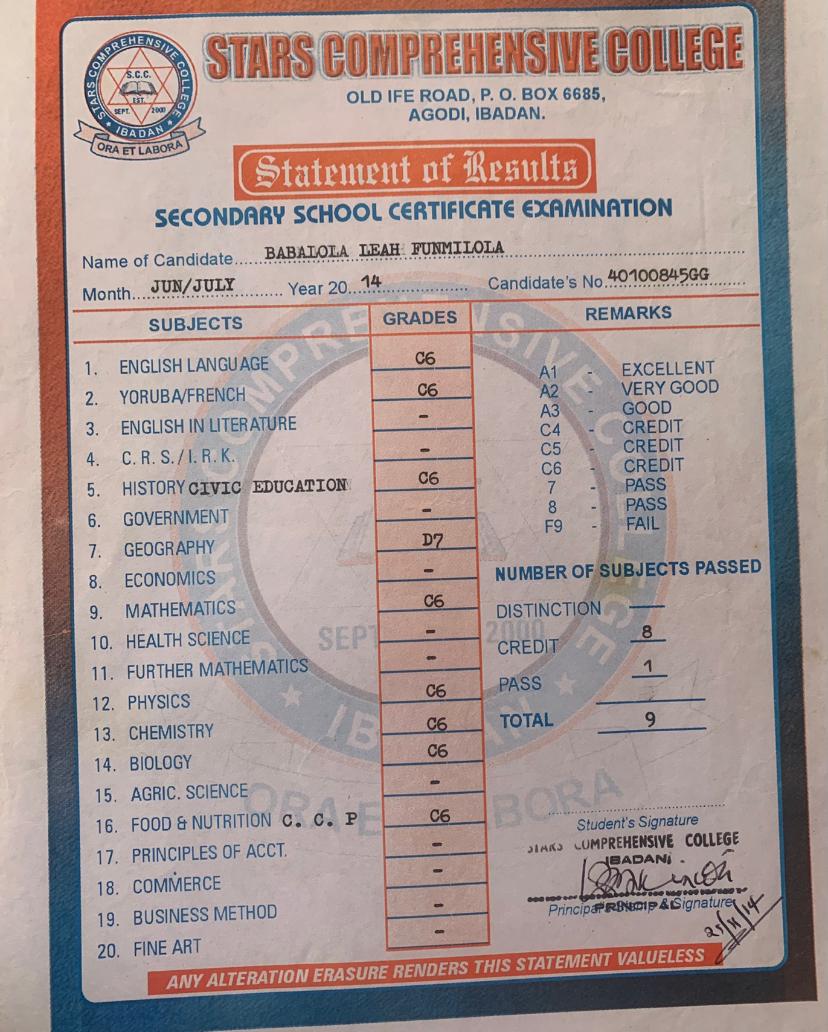 STARS COMPREHENSIVE COLLEGE
STARS COMPREHENSIVE COLLEGE
S.C.C.
EST.
SEPT. 2000
IBADAN
ORA ET LABORA
OLD IFE ROAD, P. O. BOX 6685,
AGODI, IBADAN.
Statement of Results
SECONDARY SCHOOL CERTIFICATE EXAMINATION
Name of Candidate BABALOLA LEAH FUNMILOLA
Month JUN/JULY Year 20 14 Candidate's No 40100845GG
SUBJECTS GRADES REMARKS
1. ENGLISH LANGUAGE C6
2. YORUBA/FRENCH C6
3. ENGLISH IN LITERATURE -
4. C. R. S. / I. R. K. -
5. HISTORY CIVIC EDUCATION C6
6. GOVERNMENT -
7. GEOGRAPHY D7
8. ECONOMICS -
9. MATHEMATICS C6
10. HEALTH SCIENCE -
11. FURTHER MATHEMATICS -
12. PHYSICS C6
13. CHEMISTRY C6
14. BIOLOGY C6
15. AGRIC. SCIENCE -
16. FOOD & NUTRITION C. C. P C6
17. PRINCIPLES OF ACCT. -
18. COMMERCE -
19. BUSINESS METHOD -
20. FINE ART -
A1 - EXCELLENT
A2 - VERY GOOD
A3 - GOOD
C4 - CREDIT
C5 - CREDIT
C6 - CREDIT
7 - PASS
8 - PASS
F9 - FAIL
NUMBER OF SUBJECTS PASSED
DISTINCTION
CREDIT 8
PASS 1
TOTAL 9
Student's Signature
STARS COMPREHENSIVE COLLEGE
IBADAN
PRINCIPAL
Principal & Signature
ANY ALTERATION ERASURE RENDERS THIS STATEMENT VALUELESS